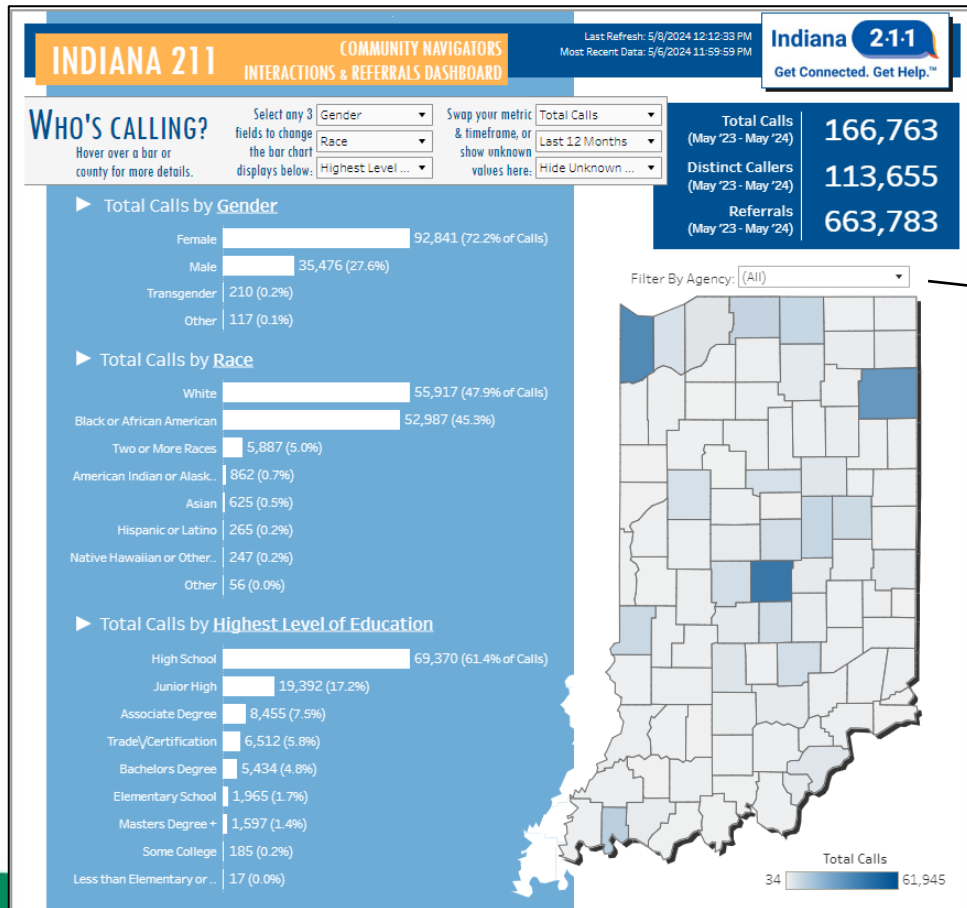 INDIANA 211
COMMUNITY NAVIGATORS
INTERACTIONS & REFERRALS DASHBOARD
Last Refresh: 5/8/2024 12:12:33 PM
Most Recent Data: 5/6/2024 11:59:59 PM
Indiana 2·1·1
Get Connected. Get Help.™
WHO'S CALLING?
Hover over a bar or
county for more details.
Select any 3
fields to change
the bar chart
displays below:
Gender
Race
Highest Level ...
Swap your metric
& timeframe, or
show unknown
values here:
Total Calls
Last 12 Months
Hide Unknown ...
Total Calls
(May '23 - May '24)
166,763
Distinct Callers
(May '23 - May '24)
113,655
Referrals
(May '23 - May '24)
663,783
Total Calls by Gender
Female 92,841 (72.2% of Calls)
Male 35,476 (27.6%)
Transgender 210 (0.2%)
Other 117 (0.1%)
Total Calls by Race
White 55,917 (47.9% of Calls)
Black or African American 52,987 (45.3%)
Two or More Races 5,887 (5.0%)
American Indian or Alask.. 862 (0.7%)
Asian 625 (0.5%)
Hispanic or Latino 265 (0.2%)
Native Hawaiian or Other.. 247 (0.2%)
Other 56 (0.0%)
Total Calls by Highest Level of Education
High School 69,370 (61.4% of Calls)
Junior High 19,392 (17.2%)
Associate Degree 8,455 (7.5%)
Trade\/Certification 6,512 (5.8%)
Bachelors Degree 5,434 (4.8%)
Elementary School 1,965 (1.7%)
Masters Degree + 1,597 (1.4%)
Some College 185 (0.2%)
Less than Elementary or .. 17 (0.0%)
Filter By Agency: (All)
Total Calls
34 61,945